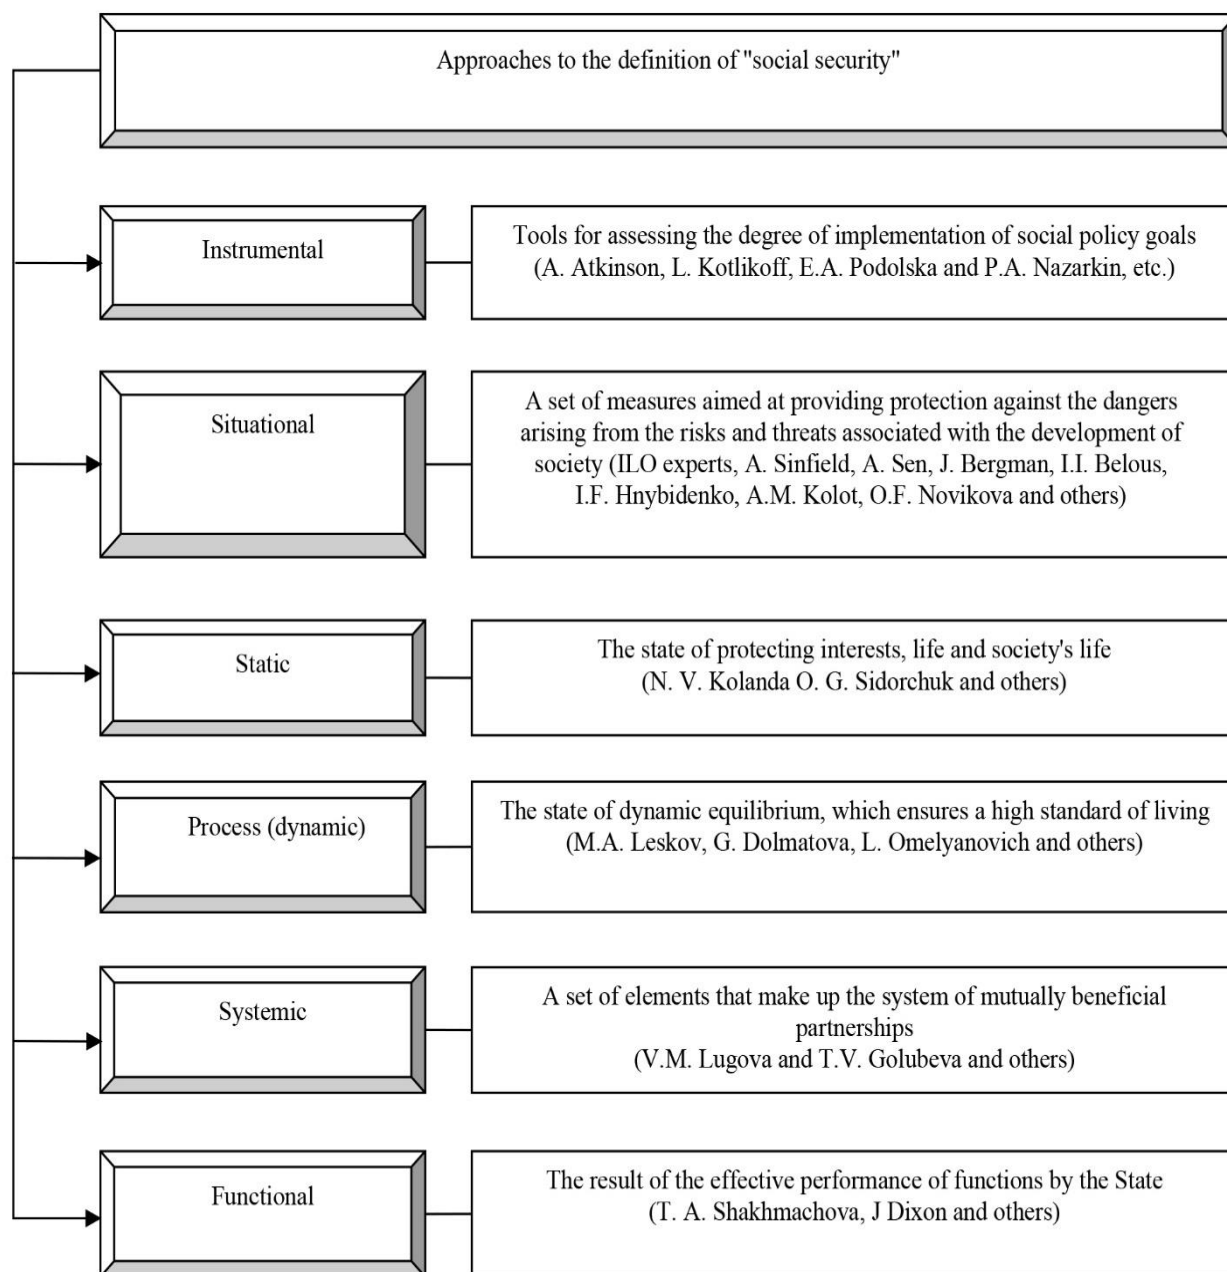 Approaches to the definition of "social security"
Instrumental
Tools for assessing the degree of implementation of social policy goals
(A. Atkinson, L. Kotlikoff, E.A. Podolska and P.A. Nazarkin, etc.)
Situational
A set of measures aimed at providing protection against the dangers
arising from the risks and threats associated with the development of
society (ILO experts, A. Sinfield, A. Sen, J. Bergman, I.I. Belous,
I.F. Hnybidenko, A.M. Kolot, O.F. Novikova and others)
Static
The state of protecting interests, life and society's life
(N. V. Kolanda O. G. Sidorchuk and others)
Process (dynamic)
The state of dynamic equilibrium, which ensures a high standard of living
(M.A. Leskov, G. Dolmatova, L. Omelyanovich and others)
Systemic
A set of elements that make up the system of mutually beneficial
partnerships
(V.M. Lugova and T.V. Golubeva and others)
Functional
The result of the effective performance of functions by the State
(T. A. Shakhmachova, J Dixon and others)